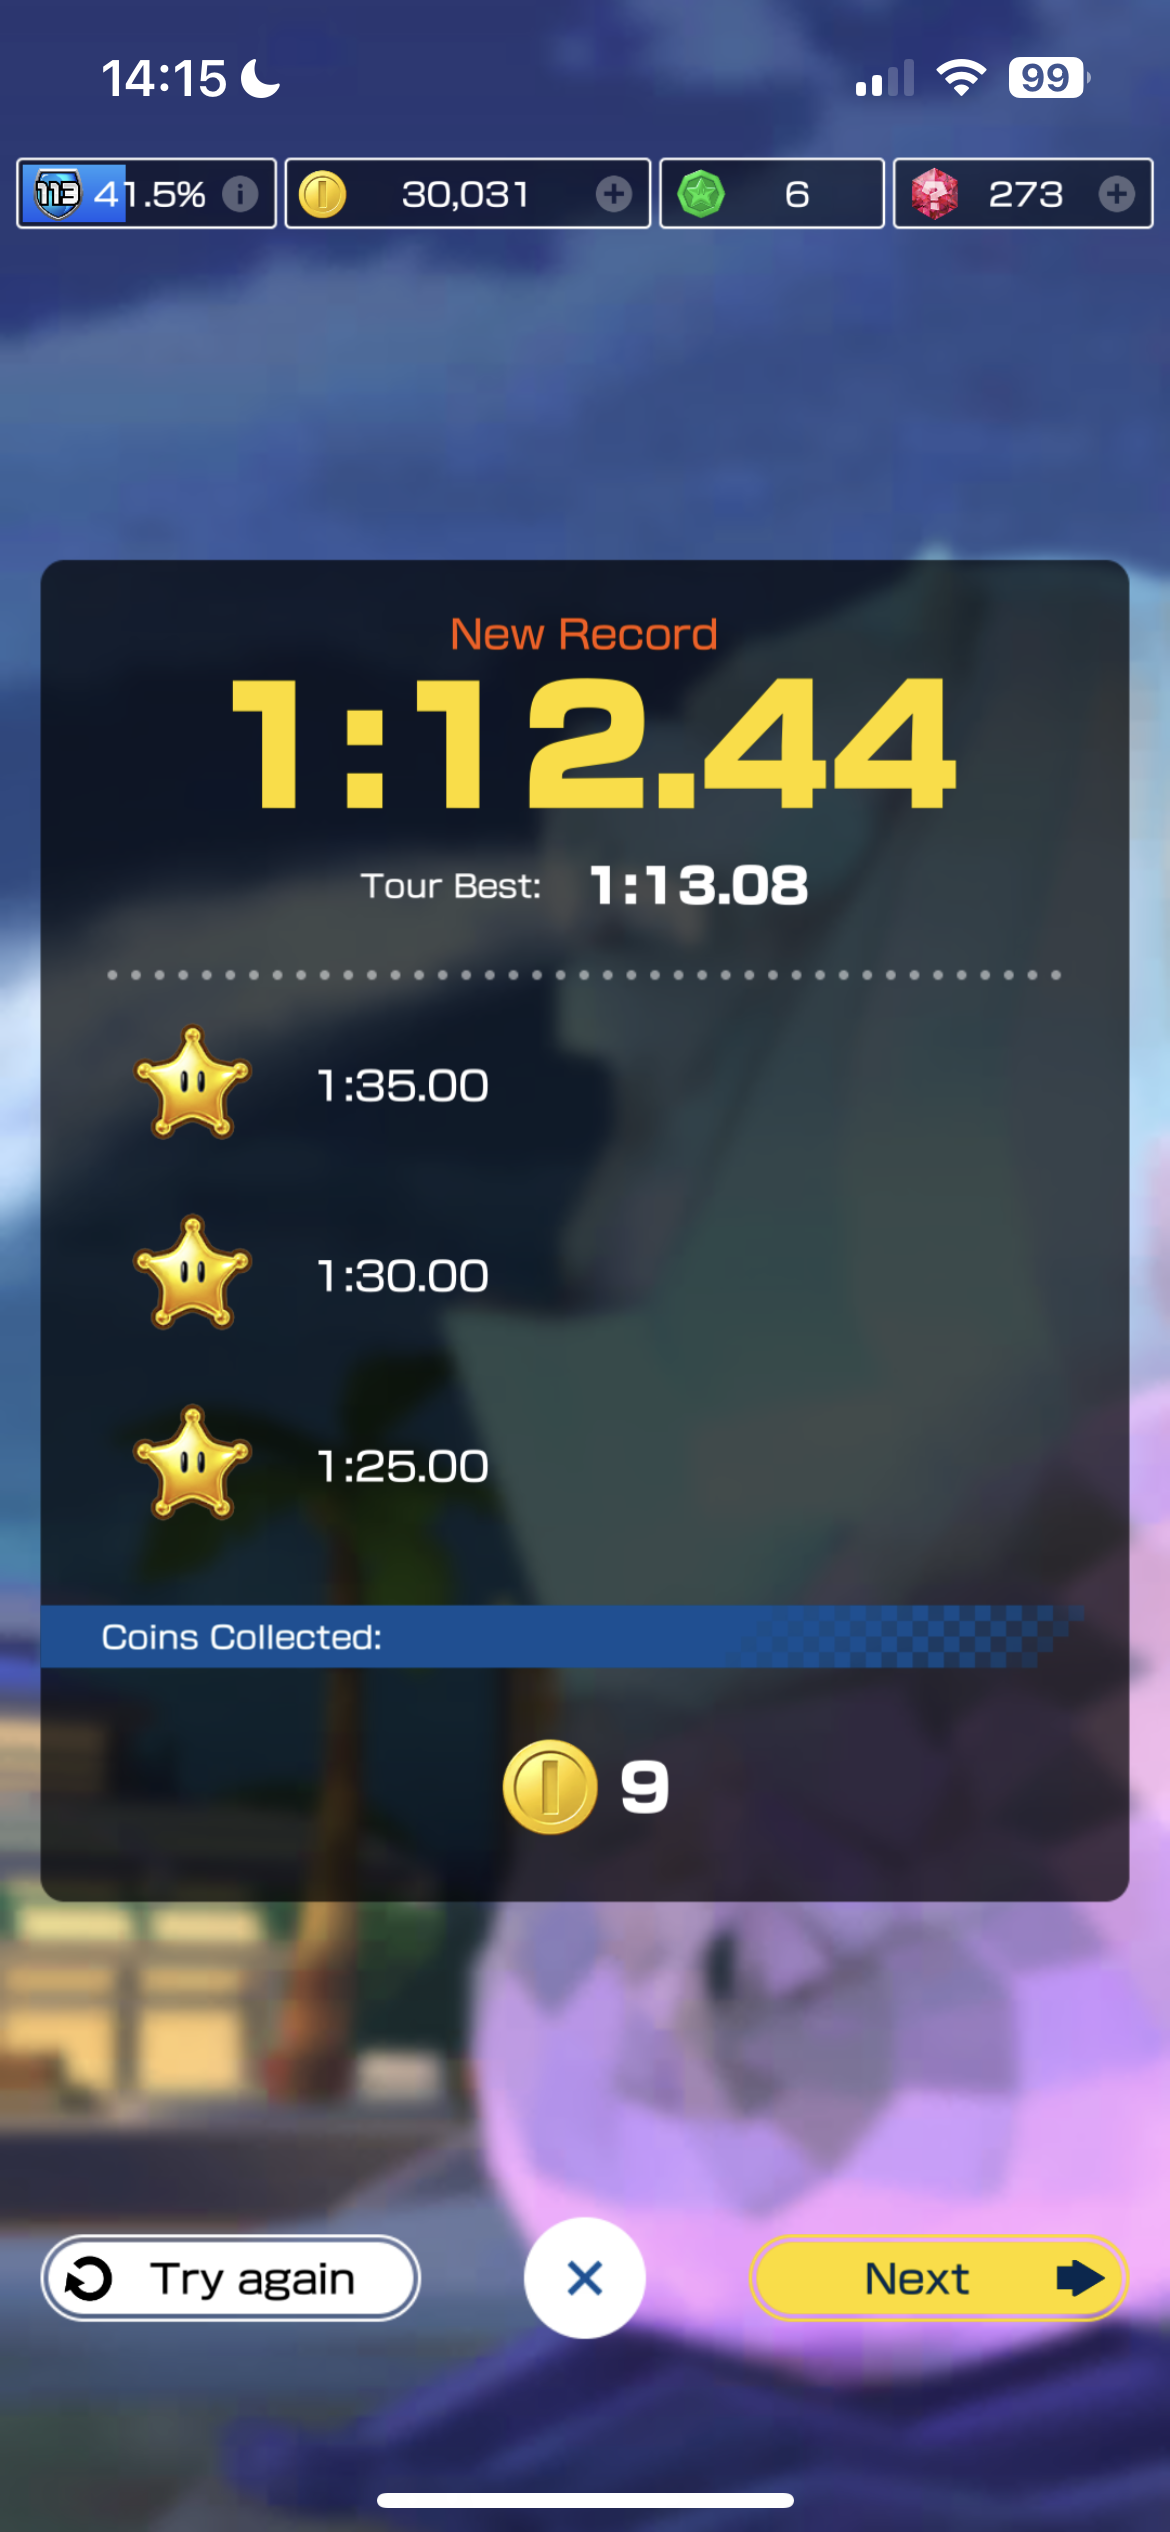 14:15 99
113 41.5% i 30,031 + 6 ? 273 +
New Record
1:12.44
Tour Best: 1:13.08
1:35.00
1:30.00
1:25.00
Coins Collected:
9
Try again × Next